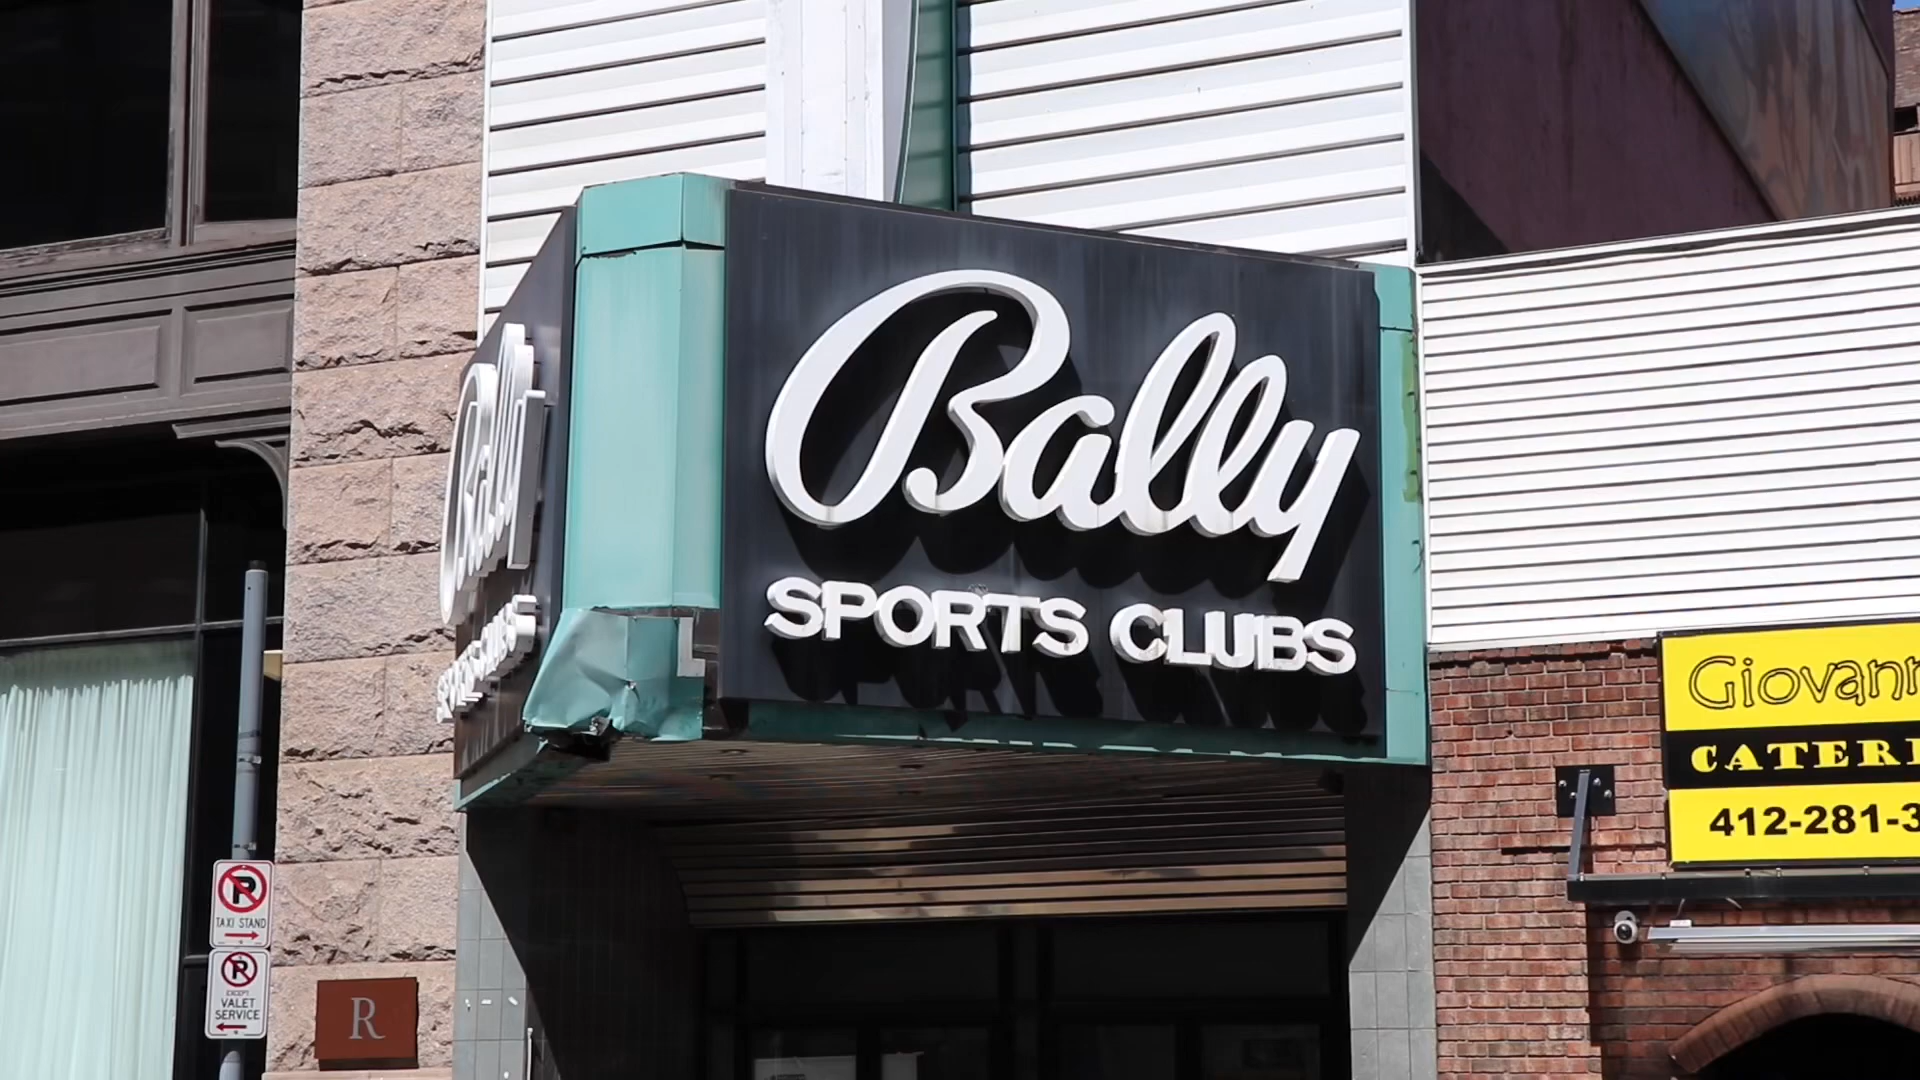 Bally
SPORTS CLUBS
Bally
SPORTS CLUBS
Giovann
CATERI
412-281-3
P
TAXI STAND
R
EXCEPT
VALET
SERVICE
R